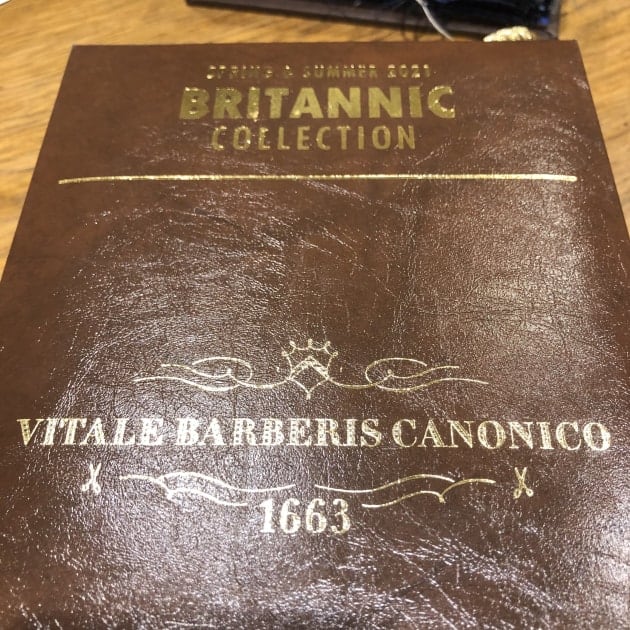 SPRING & SUMMER 2021
BRITANNIC
COLLECTION
VITALE BARBERIS CANONICO
1663